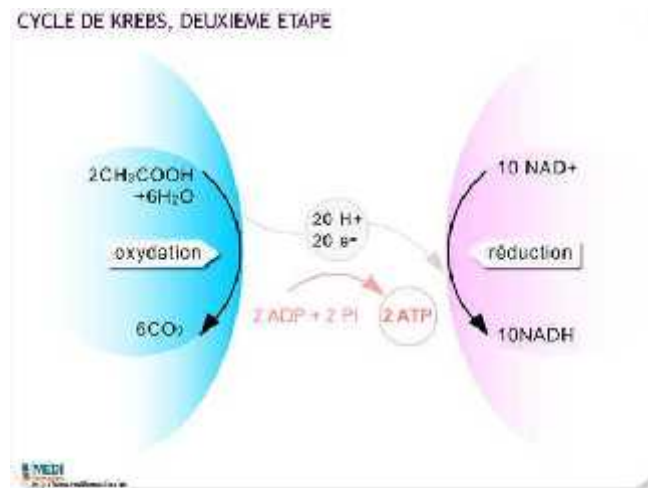 CYCLE DE KREBS, DEUXIEME ETAPE
2CH₃COOH
+6H₂O
10 NAD+
20 H+
20 e-
oxydation
réduction
2 ADP + 2 Pi
2 ATP
6CO₂
10NADH
MEDI